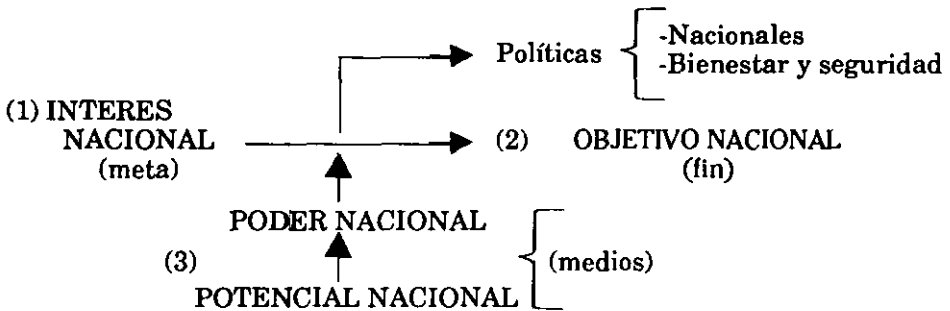 Políticas
-Nacionales
-Bienestar y seguridad
(1) INTERES
NACIONAL
(meta)
(2) OBJETIVO NACIONAL
(fin)
PODER NACIONAL
(3)
(medios)
POTENCIAL NACIONAL